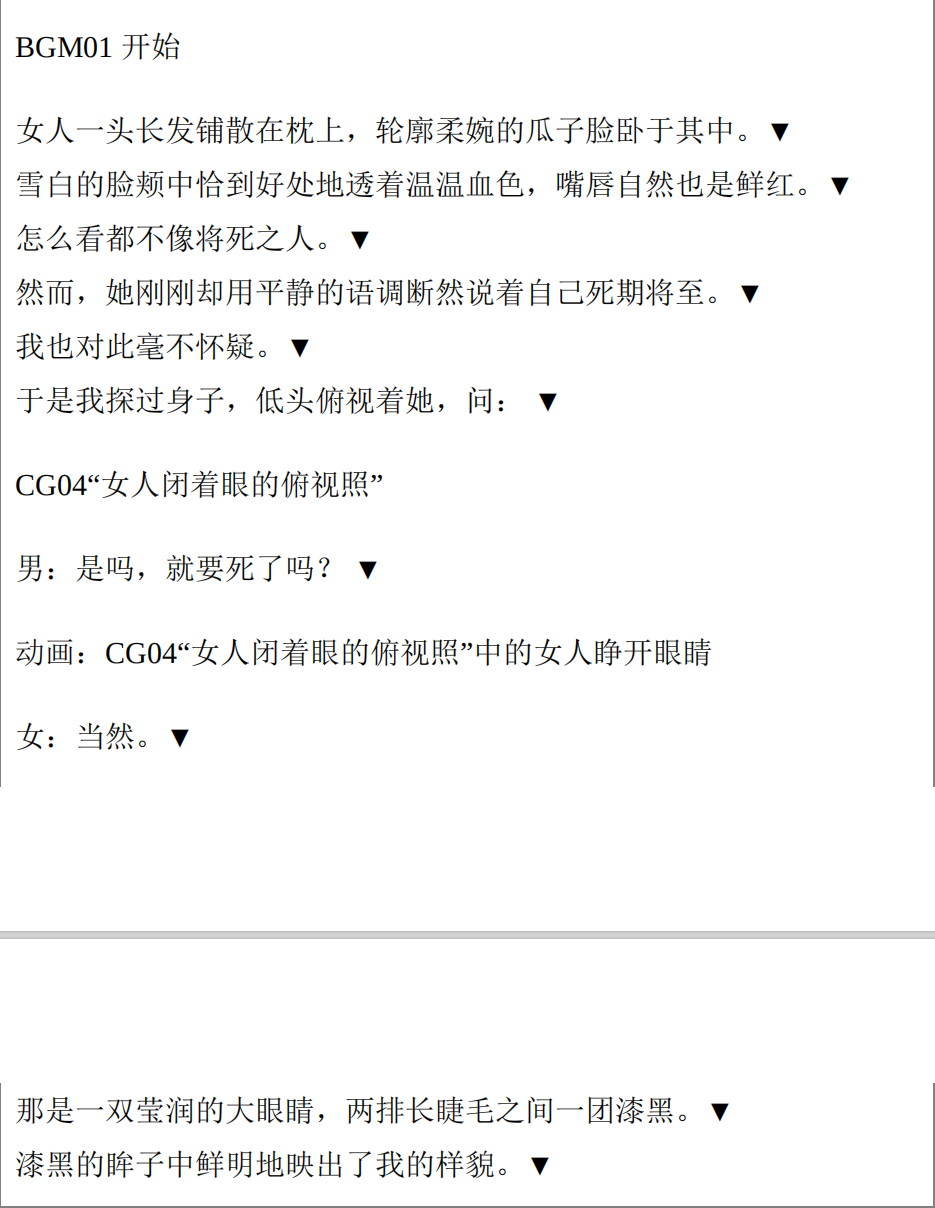 BGM01 开始
女人一头长发铺散在枕上，轮廓柔婉的瓜子脸卧于其中。▼
雪白的脸颊中恰到好处地透着温温血色，嘴唇自然也是鲜红。▼
怎么看都不像将死之人。▼
然而，她刚刚却用平静的语调断然说着自己死期将至。▼
我也对此毫不怀疑。▼
于是我探过身子，低头俯视着她，问： ▼
CG04“女人闭着眼的俯视照”
男：是吗，就要死了吗？ ▼
动画：CG04“女人闭着眼的俯视照”中的女人睁开眼睛
女：当然。▼
那是一双莹润的大眼睛，两排长睫毛之间一团漆黑。▼
漆黑的眸子中鲜明地映出了我的样貌。▼